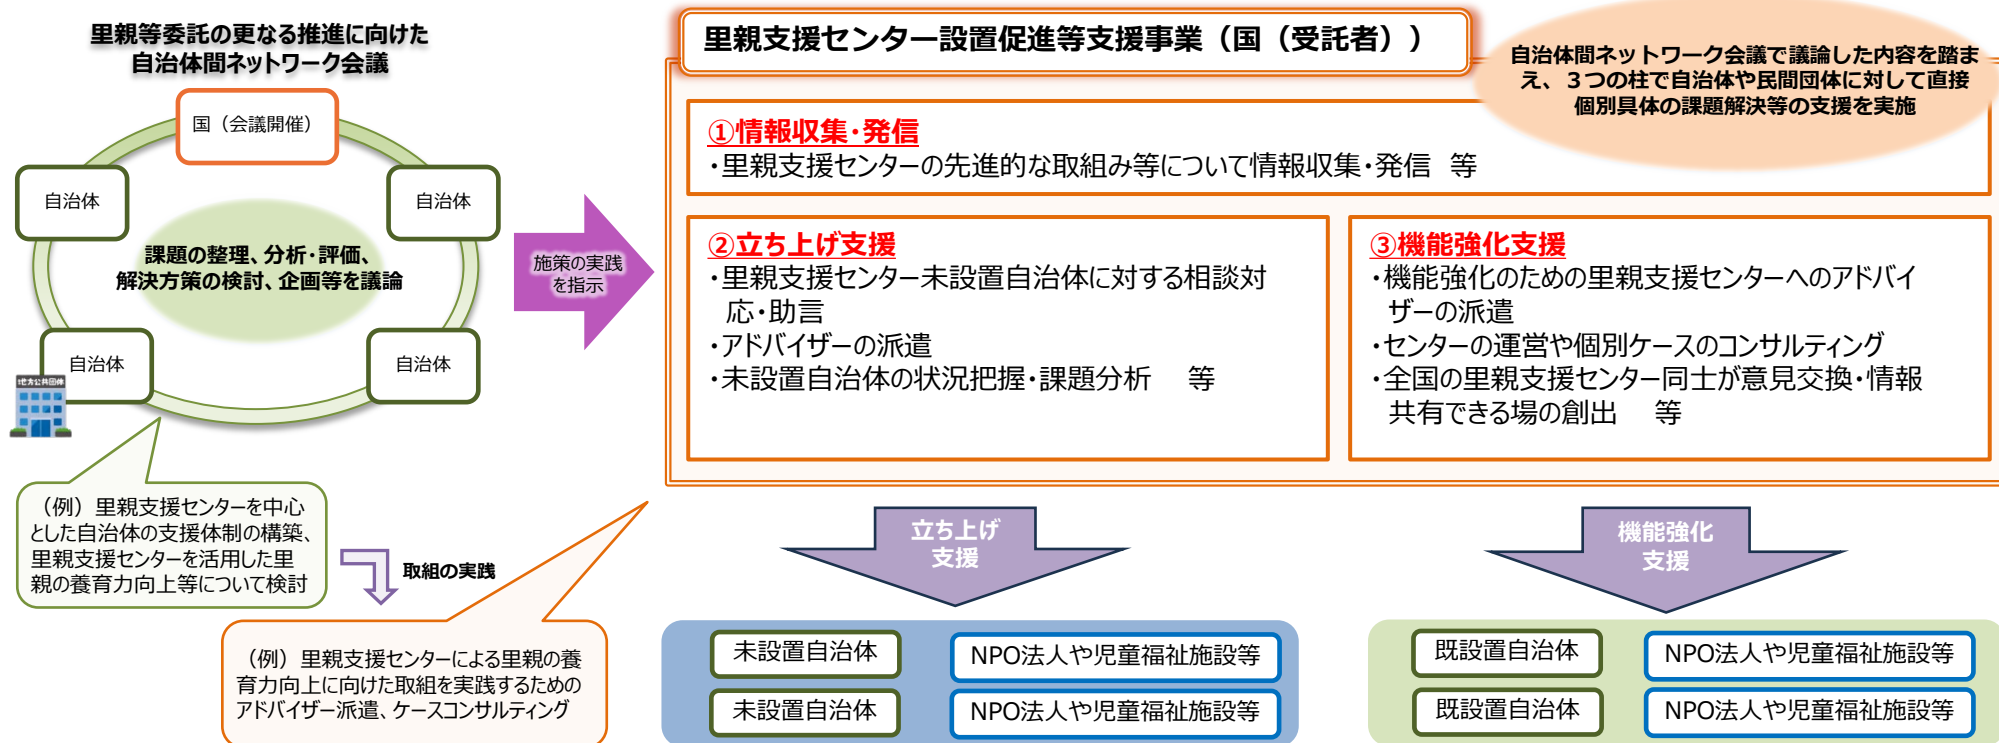 里親等委託の更なる推進に向けた
自治体間ネットワーク会議
国（会議開催）
自治体
自治体
課題の整理、分析・評価、
解決方策の検討、企画等を議論
自治体
自治体
地方公共団体
（例）里親支援センターを中心
とした自治体の支援体制の構築、
里親支援センターを活用した里
親の養育力向上等について検討
取組の実践
（例）里親支援センターによる里親の養
育力向上に向けた取組を実践するための
アドバイザー派遣、ケースコンサルティング
施策の実践
を指示
里親支援センター設置促進等支援事業（国（受託者））
自治体間ネットワーク会議で議論した内容を踏ま
え、３つの柱で自治体や民間団体に対して直接
個別具体の課題解決等の支援を実施
①情報収集・発信
・里親支援センターの先進的な取組み等について情報収集・発信　等
②立ち上げ支援
・里親支援センター未設置自治体に対する相談対
応・助言
・アドバイザーの派遣
・未設置自治体の状況把握・課題分析　等
③機能強化支援
・機能強化のための里親支援センターへのアドバイ
ザーの派遣
・センターの運営や個別ケースのコンサルティング
・全国の里親支援センター同士が意見交換・情報
共有できる場の創出　等
立ち上げ
支援
機能強化
支援
未設置自治体
NPO法人や児童福祉施設等
未設置自治体
NPO法人や児童福祉施設等
既設置自治体
NPO法人や児童福祉施設等
既設置自治体
NPO法人や児童福祉施設等